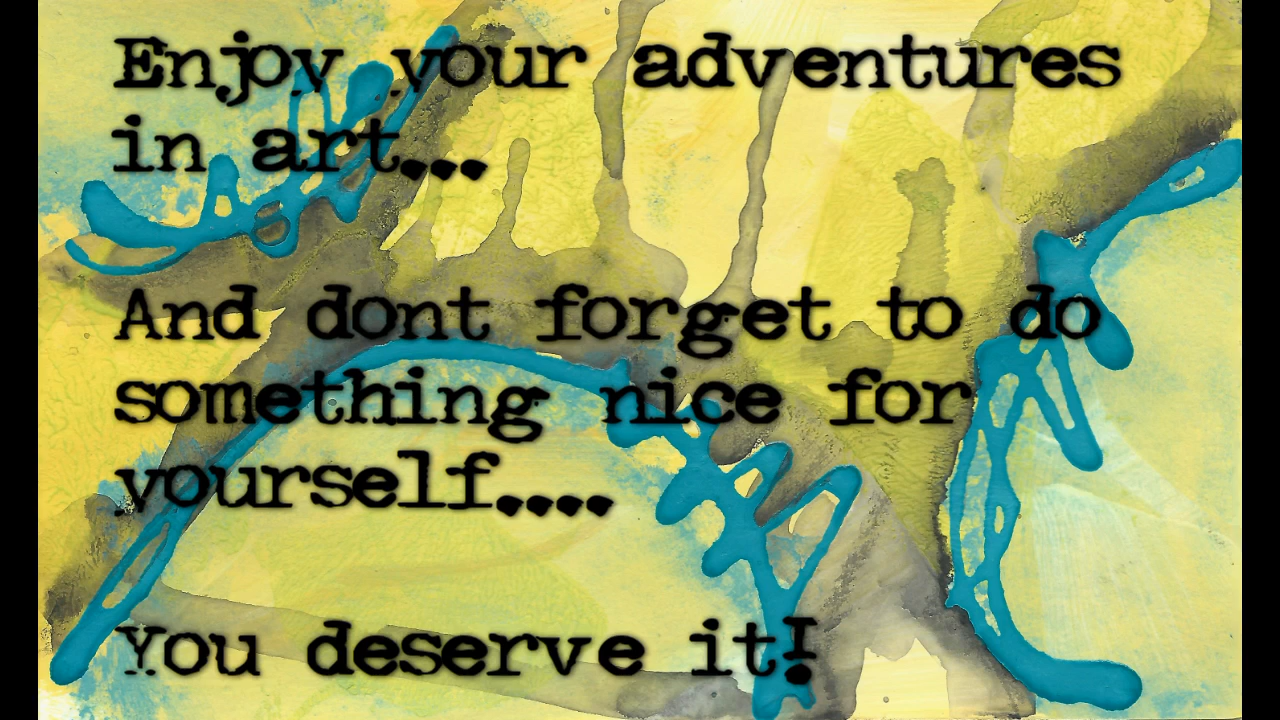 Enjoy your adventures
in art...
And dont forget to do
something nice for
yourself....
You deserve it!